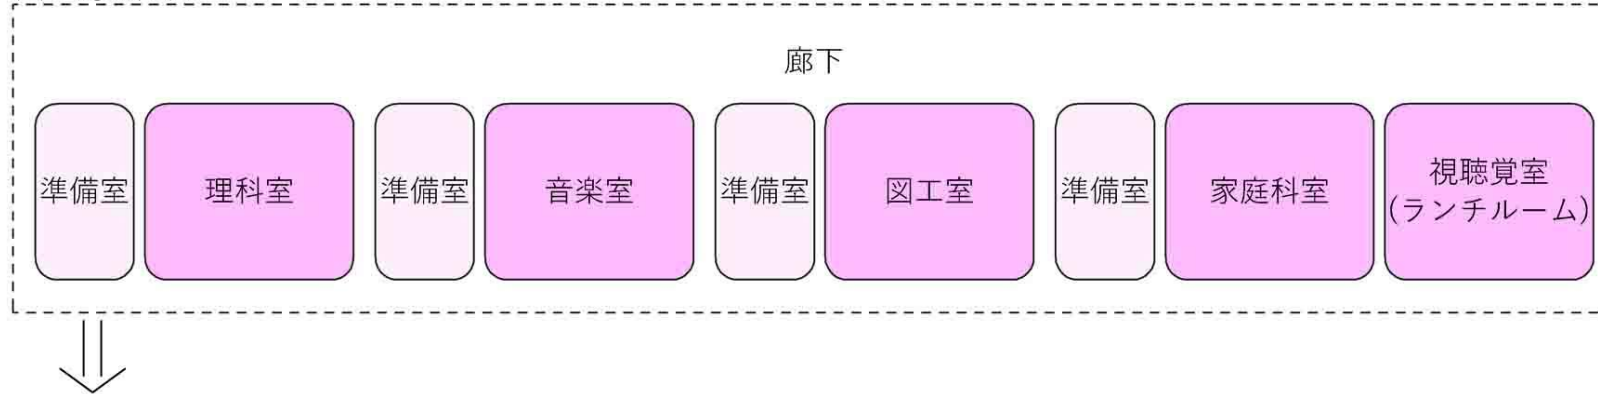 廊下
準備室
理科室
準備室
音楽室
準備室
図工室
準備室
家庭科室
視聴覚室
(ランチルーム)